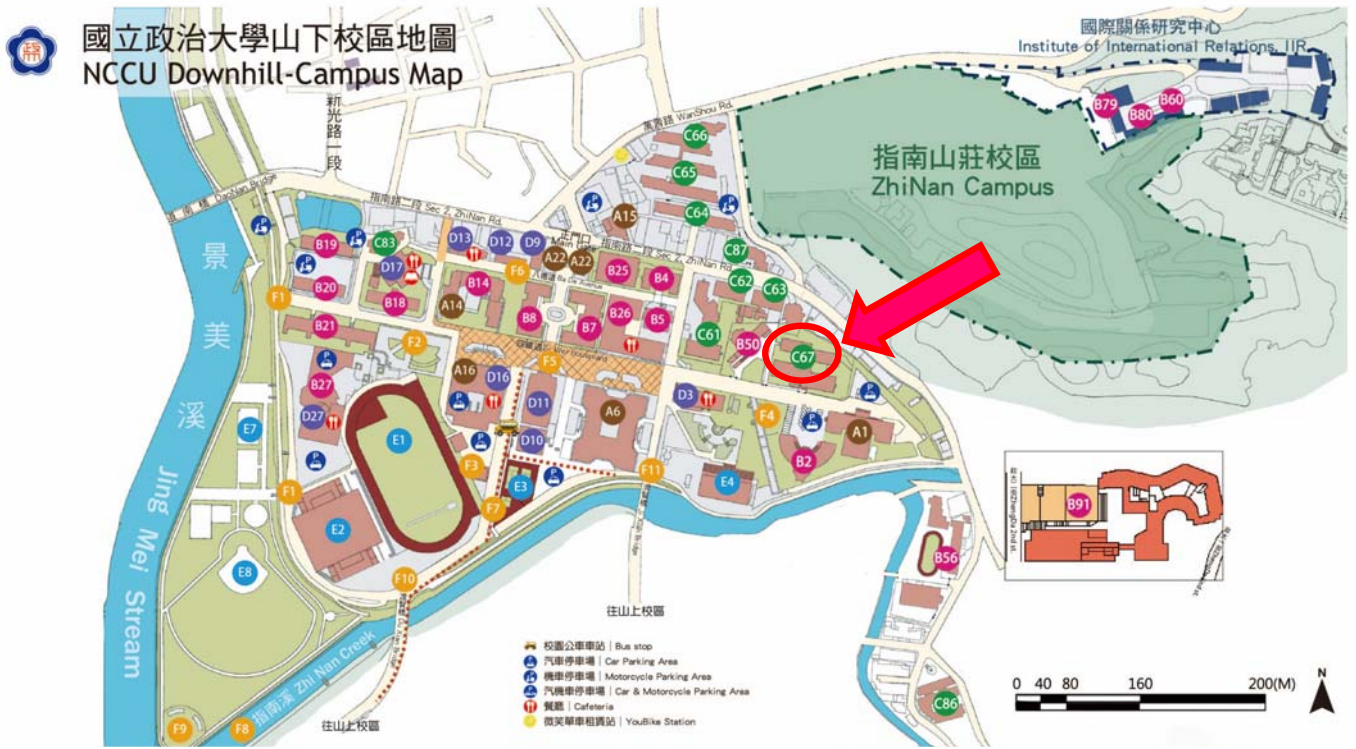 國立政治大學山下校區地圖
NCCU Downhill-Campus Map
國際關係研究中心
Institute of International Relations, IIR
B79
B80
B60
新光路一段
萬壽路 WanShou Rd.
C66
C65
C64
指南山莊校區
ZhiNan Campus
道南橋 DaoNan Bridge
指南路二段 Sec 2, ZhiNan Rd.
A15
正門口
Main Gate
指南路二段 Sec 2, ZhiNan Rd.
B19
C83
D17
D13
D12
D9
A22
A22
C87
F6
八德道 Ba De Avenue
B25
B4
C62
C63
B20
B18
B14
A14
F1
B21
B8
B7
B26
B5
C61
B50
C67
F2
F5
景美溪
Jing Mei Stream
B27
D27
A16
D16
D11
D10
A6
D3
F4
A1
B2
E7
E1
F3
E3
F7
F11
E4
F1
E2
E8
F10
B56
B91
往山上校區
指南溪 Zhi Nan Creek
F9
F8
往山上校區
C86
校園公車車站 | Bus stop
汽車停車場 | Car Parking Area
機車停車場 | Motorcycle Parking Area
汽機車停車場 | Car & Motorcycle Parking Area
餐廳 | Cafeteria
微笑單車租賃站 | YouBike Station
0 40 80 160 200(M)
N